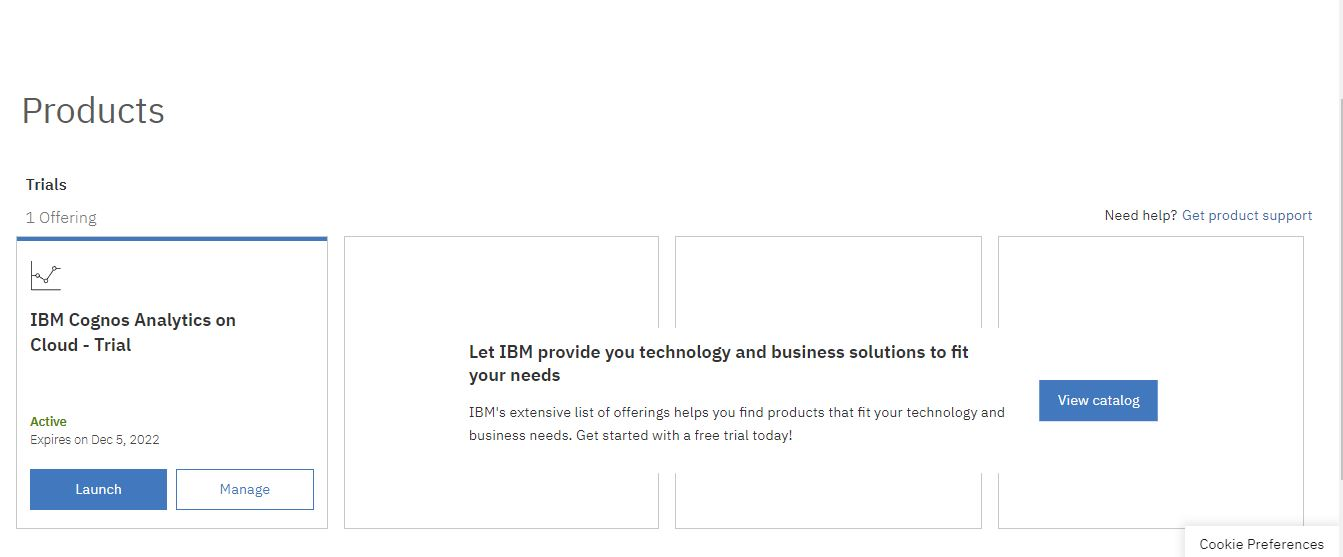 Products
Trials
1 Offering
Need help? Get product support
IBM Cognos Analytics on
Cloud - Trial
Active
Expires on Dec 5, 2022
Launch
Manage
Let IBM provide you technology and business solutions to fit
your needs
IBM's extensive list of offerings helps you find products that fit your technology and
business needs. Get started with a free trial today!
View catalog
Cookie Preferences